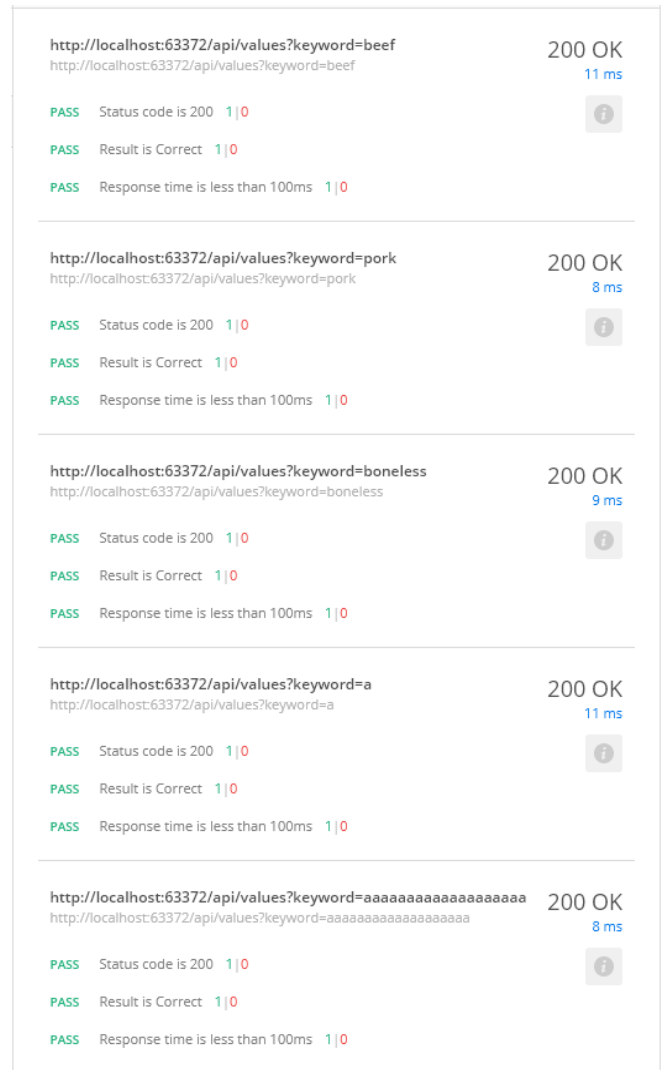 http://localhost:63372/api/values?keyword=beef 200 OK
http://localhost:63372/api/values?keyword=beef 11 ms
PASS Status code is 200 1|0
PASS Result is Correct 1|0
PASS Response time is less than 100ms 1|0
http://localhost:63372/api/values?keyword=pork 200 OK
http://localhost:63372/api/values?keyword=pork 8 ms
PASS Status code is 200 1|0
PASS Result is Correct 1|0
PASS Response time is less than 100ms 1|0
http://localhost:63372/api/values?keyword=boneless 200 OK
http://localhost:63372/api/values?keyword=boneless 9 ms
PASS Status code is 200 1|0
PASS Result is Correct 1|0
PASS Response time is less than 100ms 1|0
http://localhost:63372/api/values?keyword=a 200 OK
http://localhost:63372/api/values?keyword=a 11 ms
PASS Status code is 200 1|0
PASS Result is Correct 1|0
PASS Response time is less than 100ms 1|0
http://localhost:63372/api/values?keyword=aaaaaaaaaaaaaaaaaaa 200 OK
http://localhost:63372/api/values?keyword=aaaaaaaaaaaaaaaaaaa 8 ms
PASS Status code is 200 1|0
PASS Result is Correct 1|0
PASS Response time is less than 100ms 1|0